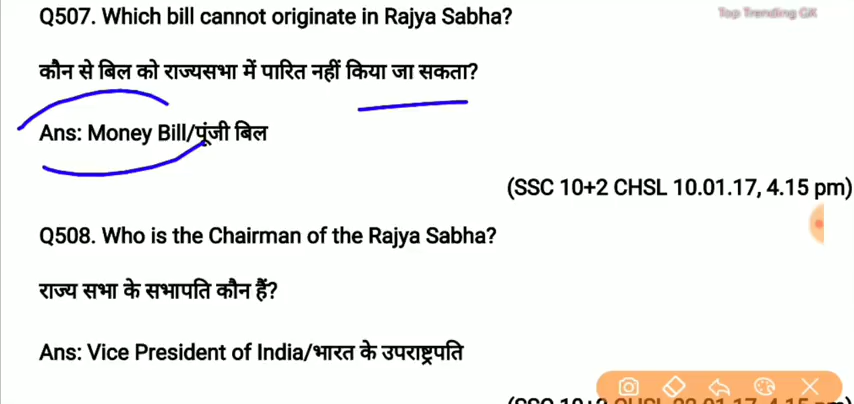 Top Trending GK
Q507. Which bill cannot originate in Rajya Sabha?
कौन से बिल को राज्यसभा में पारित नहीं किया जा सकता?
Ans: Money Bill/पूंजी बिल
(SSC 10+2 CHSL 10.01.17, 4.15 pm)
Q508. Who is the Chairman of the Rajya Sabha?
राज्य सभा के सभापति कौन हैं?
Ans: Vice President of India/भारत के उपराष्ट्रपति